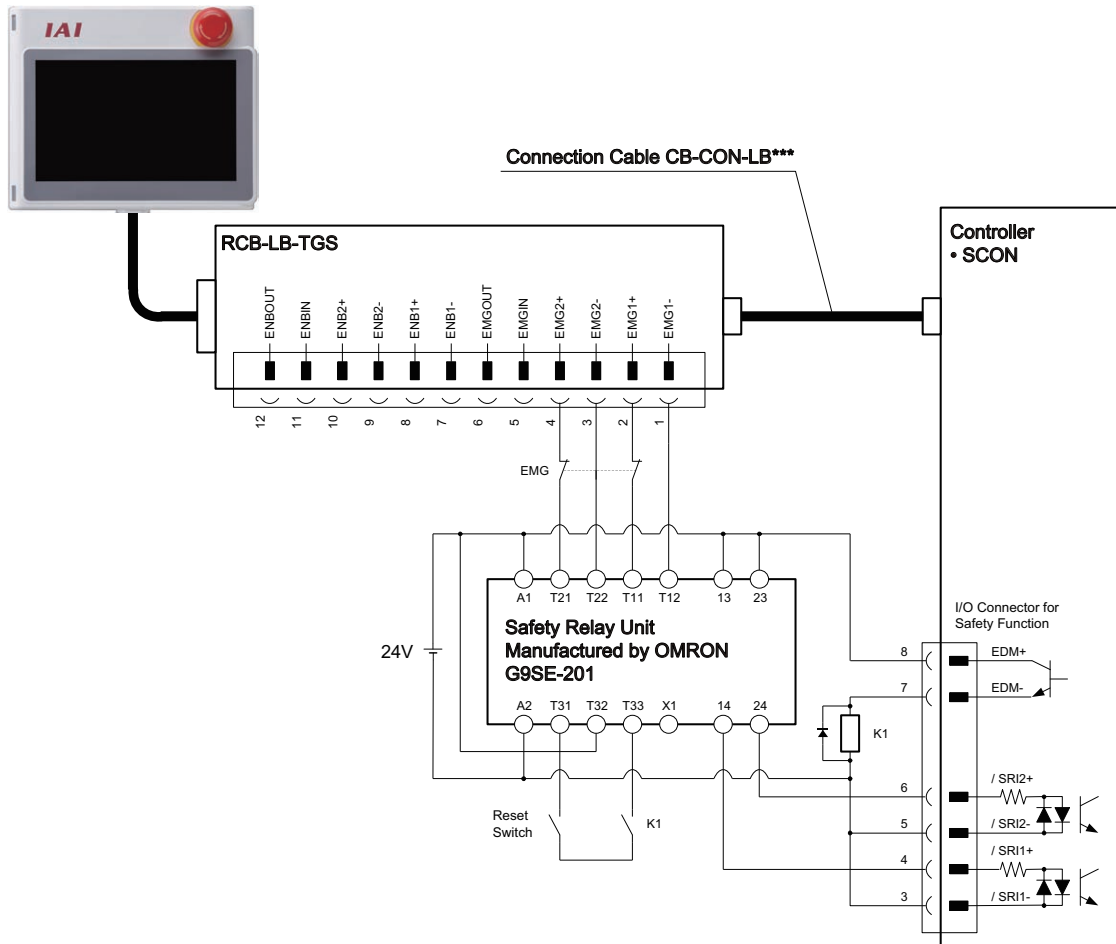 IAI
Connection Cable CB-CON-LB***
RCB-LB-TGS
Controller
• SCON
ENBOUT
ENBIN
ENB2+
ENB2-
ENB1+
ENB1-
EMGOUT
EMGIN
EMG2+
EMG2-
EMG1+
EMG1-
12
11
10
9
8
7
6
5
4
3
2
1
EMG
A1
T21
T22
T11
T12
13
23
Safety Relay Unit
Manufactured by OMRON
G9SE-201
24V
A2
T31
T32
T33
X1
14
24
K1
Reset
Switch
K1
I/O Connector for
Safety Function
8
EDM+
7
EDM-
6
/ SRI2+
5
/ SRI2-
4
/ SRI1+
3
/ SRI1-